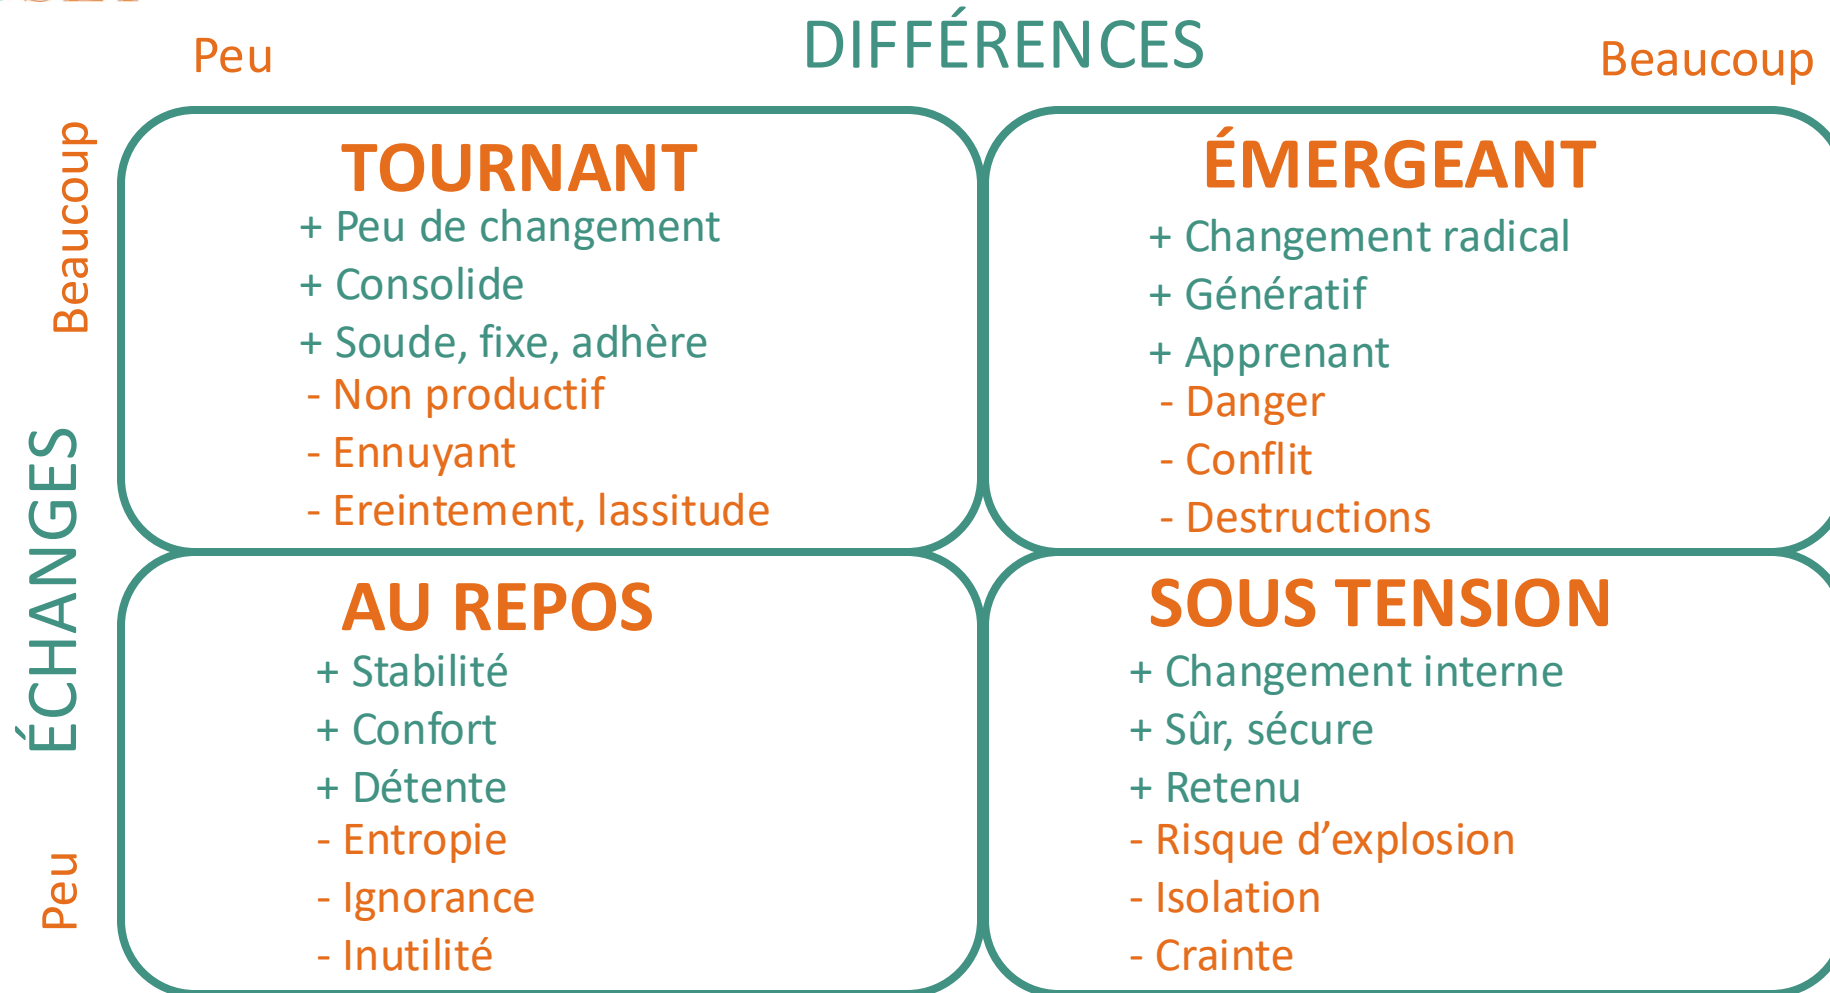 DIFFÉRENCES
Peu
Beaucoup
ÉCHANGES
Beaucoup
Peu
TOURNANT
+ Peu de changement
+ Consolide
+ Soude, fixe, adhère
- Non productif
- Ennuyant
- Ereintement, lassitude
ÉMERGEANT
+ Changement radical
+ Génératif
+ Apprenant
- Danger
- Conflit
- Destructions
AU REPOS
+ Stabilité
+ Confort
+ Détente
- Entropie
- Ignorance
- Inutilité
SOUS TENSION
+ Changement interne
+ Sûr, sécure
+ Retenu
- Risque d’explosion
- Isolation
- Crainte